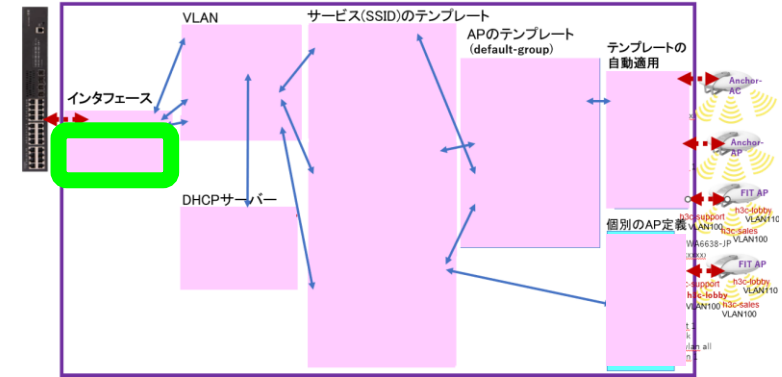 VLAN
サービス(SSID)のテンプレート
APのテンプレート
(default-group)
テンプレートの
自動適用
インタフェース
DHCPサーバー
個別のAP定義
Anchor-
AC
Anchor-
AP
FIT AP
h3c-lobby
VLAN110
h3c-support
VLAN100
h3c-sales
VLAN100
WA6638-JP
FIT AP
h3c-lobby
VLAN110
c-support
h3c-lobby
VLAN100
h3c-sales
VLAN100
vlan all